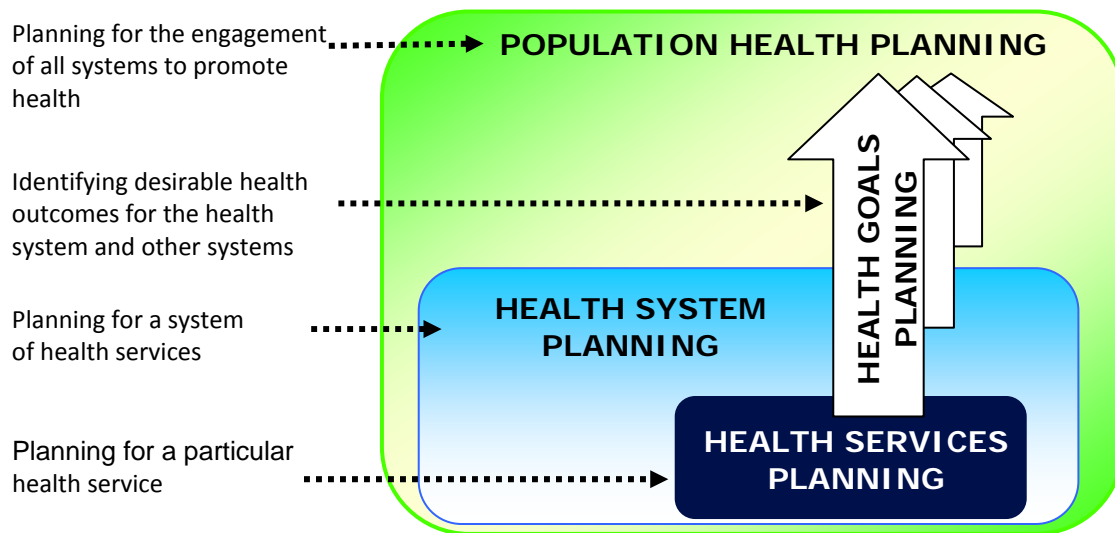 Planning for the engagement
of all systems to promote
health
POPULATION HEALTH PLANNING
Identifying desirable health
outcomes for the health
system and other systems
HEALTH GOALS
PLANNING
Planning for a system
of health services
HEALTH SYSTEM
PLANNING
Planning for a particular
health service
HEALTH SERVICES
PLANNING